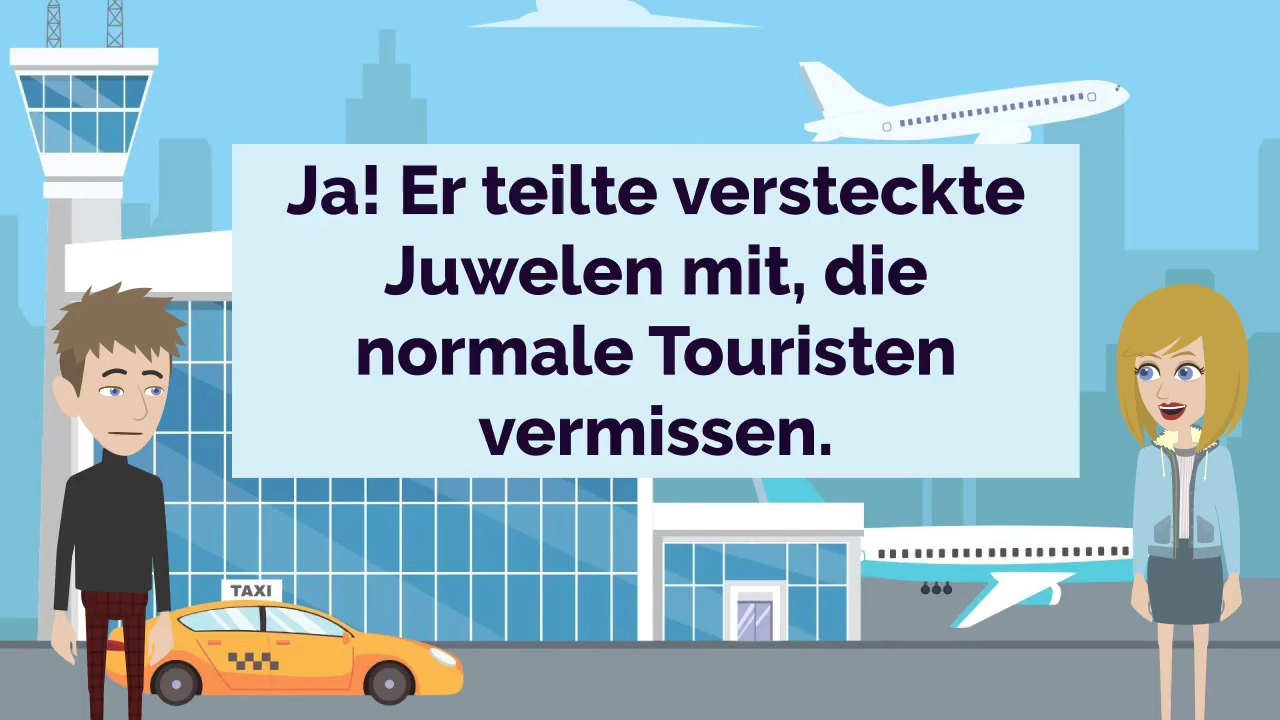 Ja! Er teilte versteckte
Juwelen mit, die
normale Touristen
vermissen.
TAXI